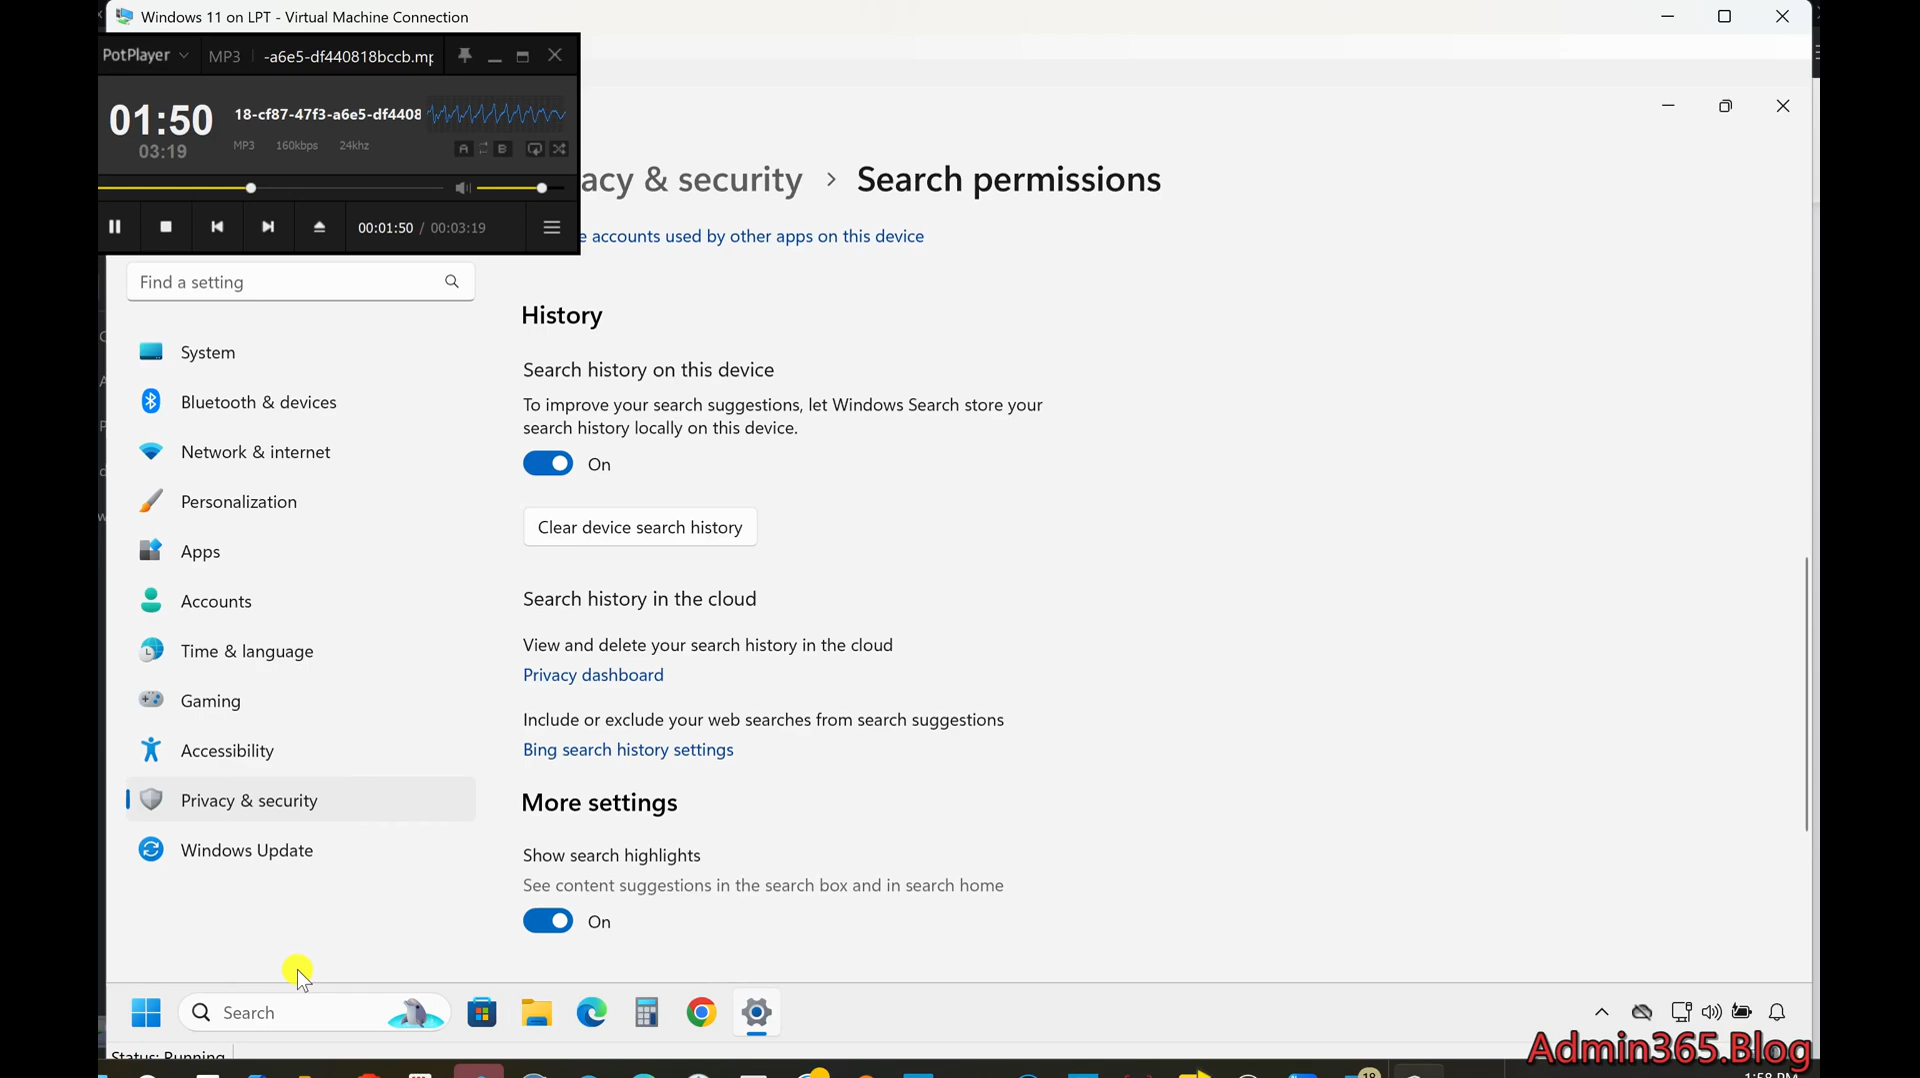 Windows 11 on LPT - Virtual Machine Connection
PotPlayer
MP3
-a6e5-df440818bccb.mp
01:50
03:19
18-cf87-47f3-a6e5-df4408
MP3 160kbps 24khz
A B
00:01:50 / 00:03:19
acy & security > Search permissions
e accounts used by other apps on this device
Find a setting
System
Bluetooth & devices
Network & internet
Personalization
Apps
Accounts
Time & language
Gaming
Accessibility
Privacy & security
Windows Update
History
Search history on this device
To improve your search suggestions, let Windows Search store your
search history locally on this device.
On
Clear device search history
Search history in the cloud
View and delete your search history in the cloud
Privacy dashboard
Include or exclude your web searches from search suggestions
Bing search history settings
More settings
Show search highlights
See content suggestions in the search box and in search home
On
Search
Admin365.Blog
Status: Running
18
1:58 PM